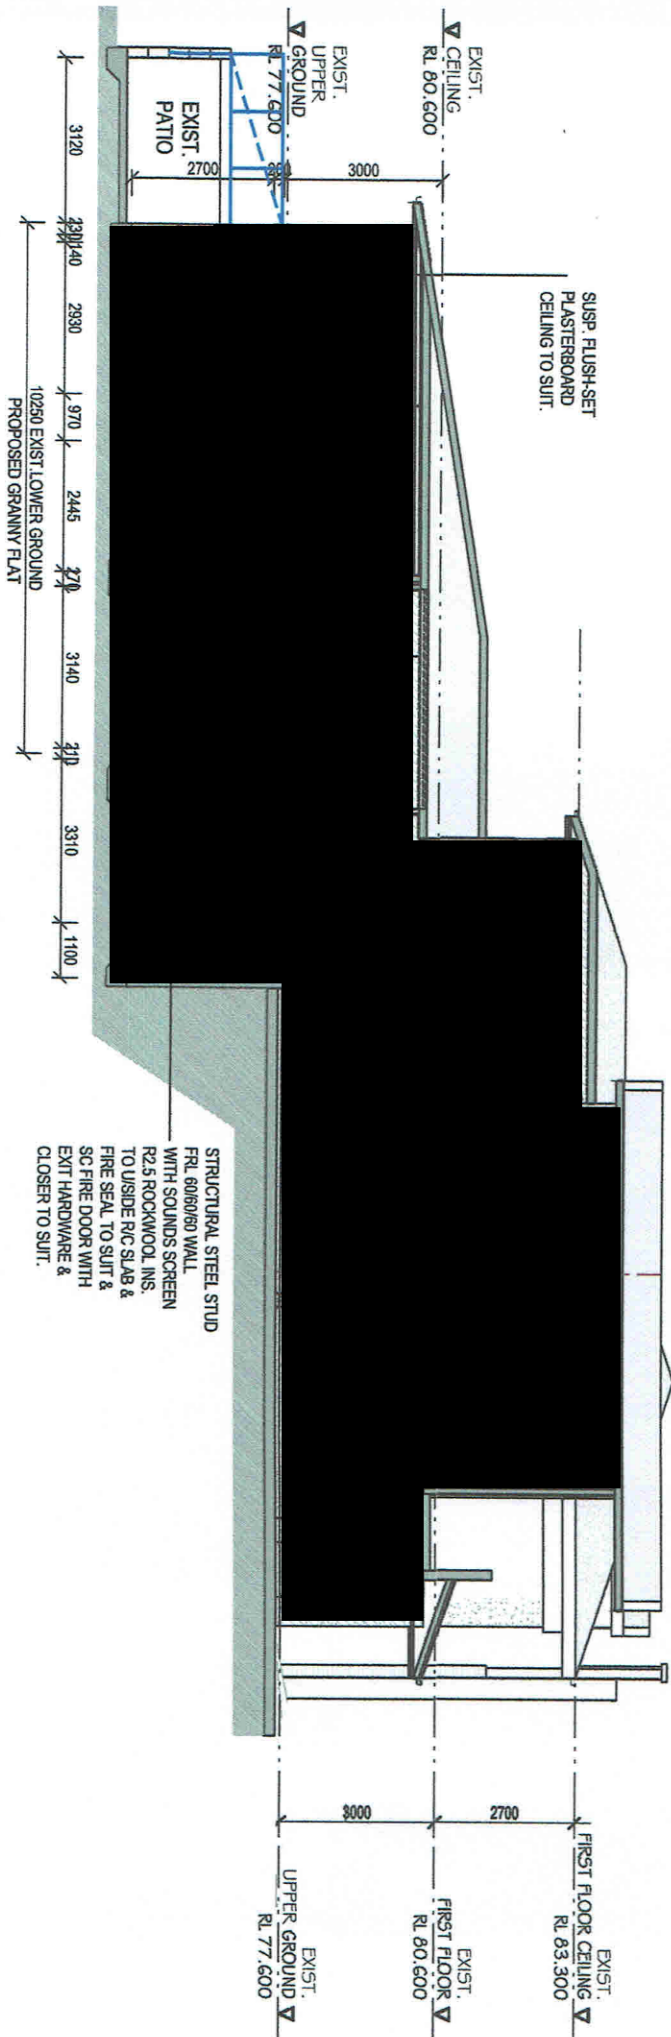 EXIST.
CEILING
RL 80.600
EXIST.
UPPER
GROUND
RL 77.600
3000
2700
EXIST.
PATIO
SUSP. FLUSH-SET
PLASTERBOARD
CEILING TO SUIT.
3120
230
140
2930
970
2445
270
3140
210
3310
1100
10250 EXIST.LOWER GROUND
PROPOSED GRANNY FLAT
STRUCTURAL STEEL STUD
FRL 60/60/60 WALL
WITH SOUNDS SCREEN
R2.5 ROCKWOOL INS.
TO U/SIDE R/C SLAB &
FIRE SEAL TO SUIT &
SC FIRE DOOR WITH
EXIT HARDWARE &
CLOSER TO SUIT.
2700
3000
EXIST.
FIRST FLOOR CEILING
RL 83.300
EXIST.
FIRST FLOOR
RL 80.600
EXIST.
UPPER GROUND
RL 77.600